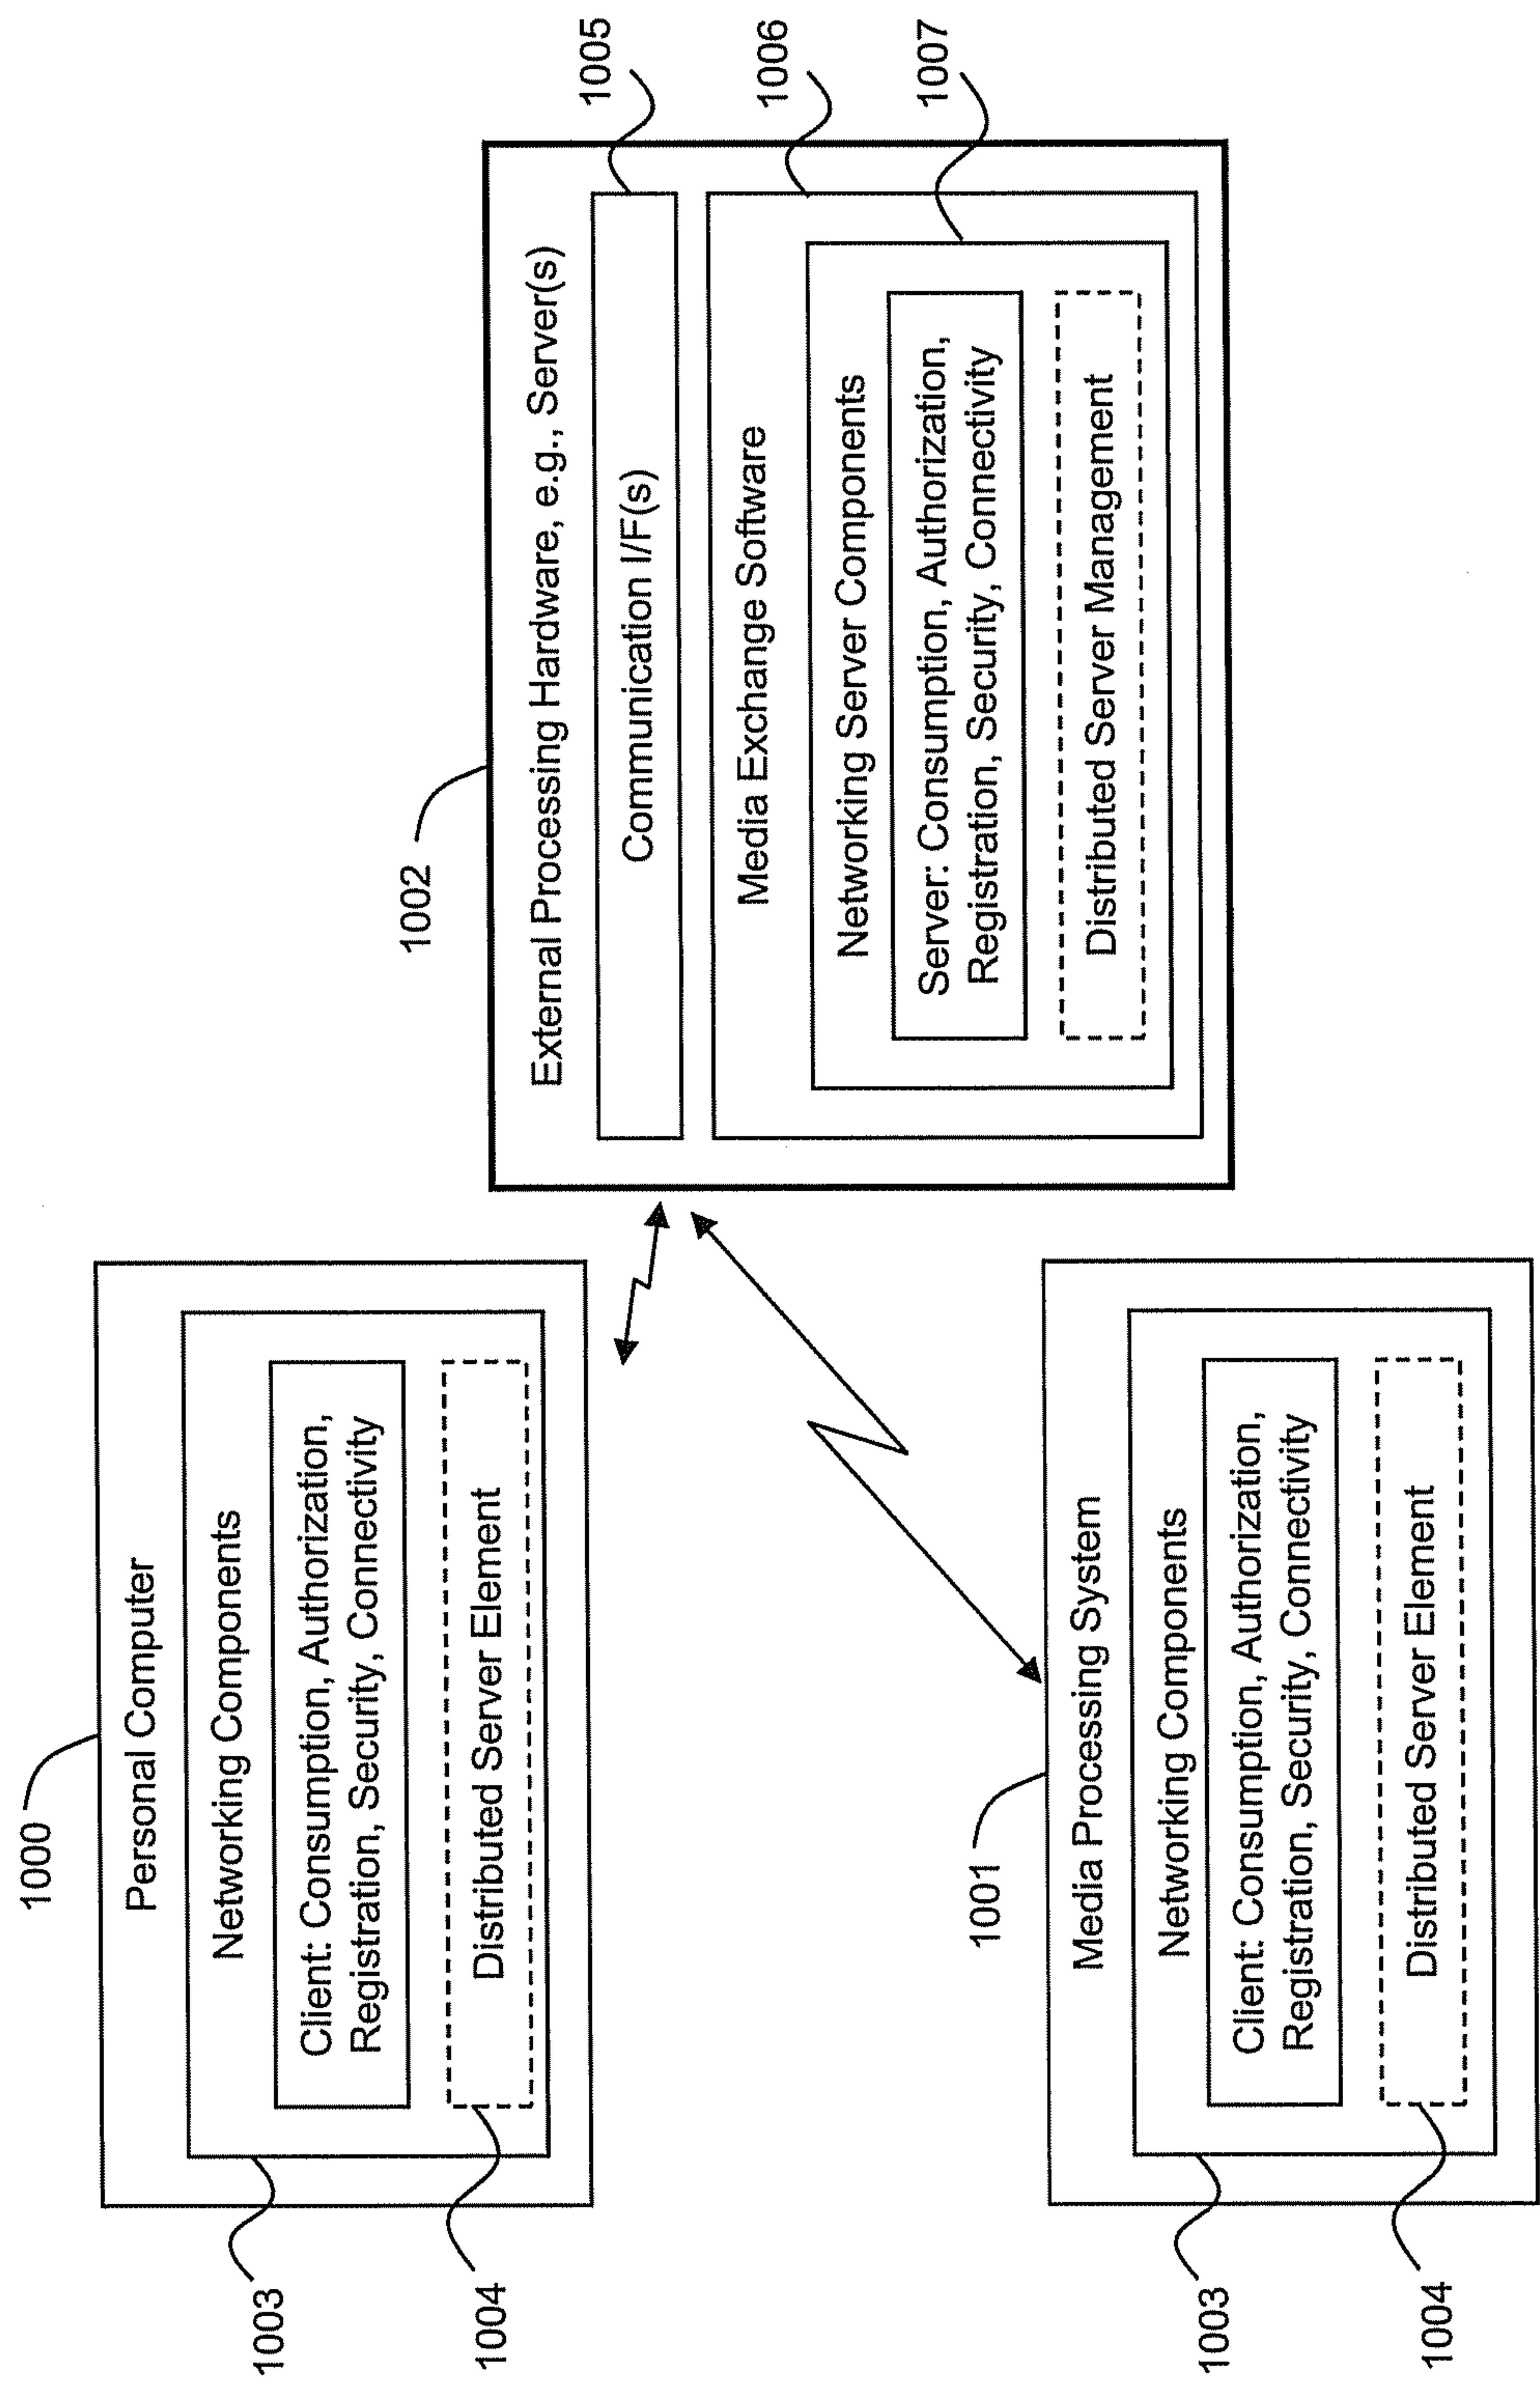 1000
Personal Computer
Networking Components
Client: Consumption, Authorization,
Registration, Security, Connectivity
Distributed Server Element
1003
1004
1002
External Processing Hardware, e.g., Server(s)
Communication I/F(s)
Media Exchange Software
Networking Server Components
Server: Consumption, Authorization,
Registration, Security, Connectivity
Distributed Server Management
1005
1006
1007
1001
Media Processing System
Networking Components
Client: Consumption, Authorization,
Registration, Security, Connectivity
Distributed Server Element
1003
1004